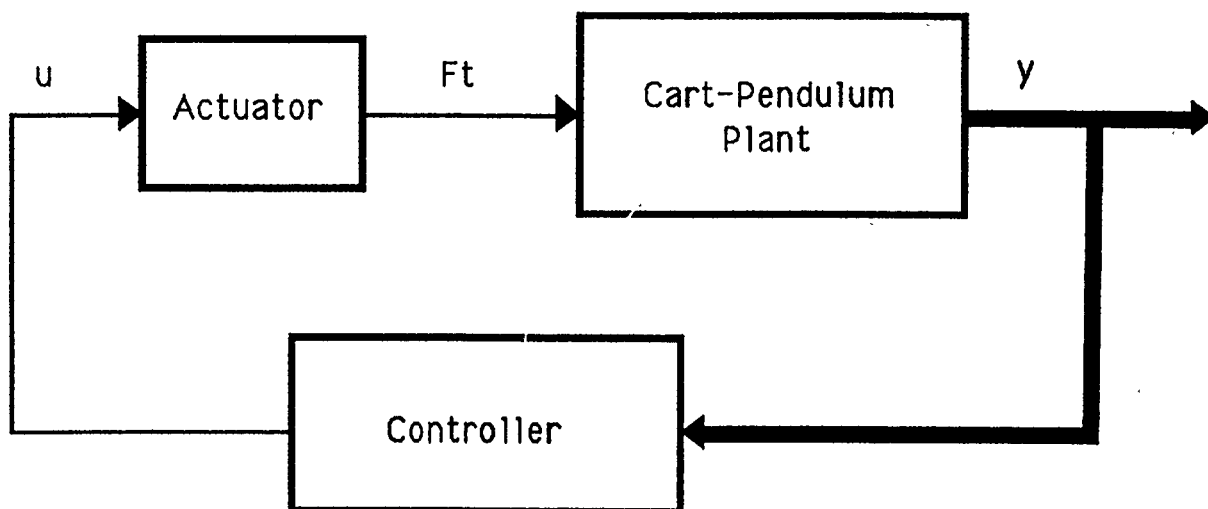 u
Actuator
Ft
Cart-Pendulum
Plant
y
Controller